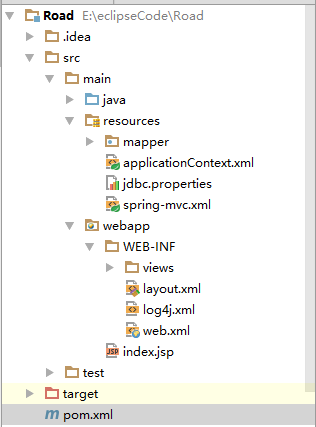 Road E:\eclipseCode\Road
.idea
src
main
java
resources
mapper
applicationContext.xml
jdbc.properties
spring-mvc.xml
webapp
WEB-INF
views
layout.xml
log4j.xml
web.xml
index.jsp
test
target
pom.xml